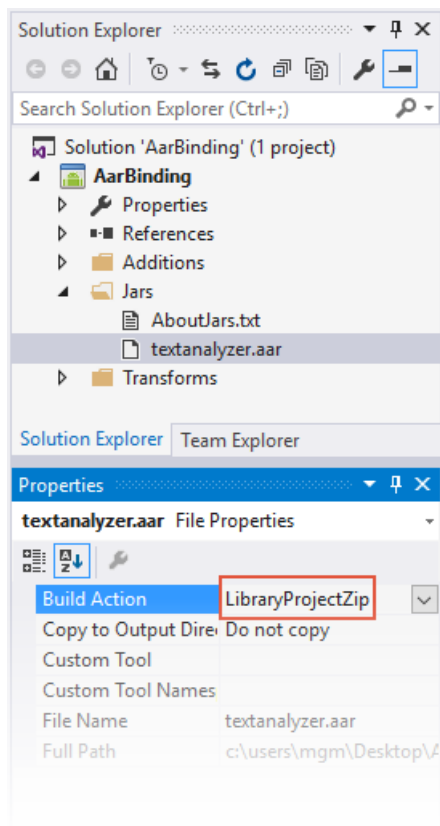 Solution Explorer
Search Solution Explorer (Ctrl+;)
Solution 'AarBinding' (1 project)
AarBinding
Properties
References
Additions
Jars
AboutJars.txt
textanalyzer.aar
Transforms
Solution Explorer Team Explorer
Properties
textanalyzer.aar File Properties
Build Action LibraryProjectZip
Copy to Output Dire Do not copy
Custom Tool
Custom Tool Names
File Name textanalyzer.aar
Full Path c:\users\mgm\Desktop\A